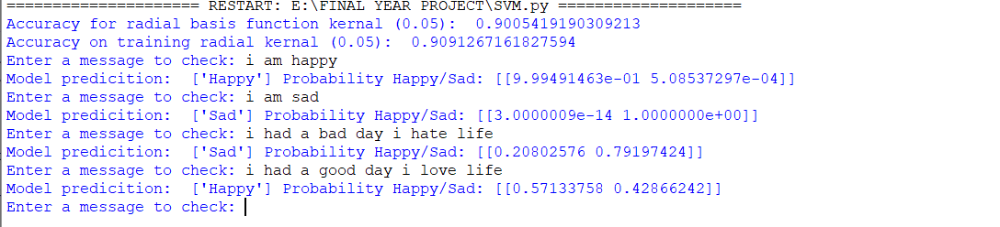 ===================== RESTART: E:\FINAL YEAR PROJECT\SVM.py ====================
Accuracy for radial basis function kernal (0.05):  0.9005419190309213
Accuracy on training radial kernal (0.05):  0.9091267161827594
Enter a message to check: i am happy
Model predicition:  ['Happy'] Probability Happy/Sad: [[9.99491463e-01 5.08537297e-04]]
Enter a message to check: i am sad
Model predicition:  ['Sad'] Probability Happy/Sad: [[3.0000009e-14 1.0000000e+00]]
Enter a message to check: i had a bad day i hate life
Model predicition:  ['Sad'] Probability Happy/Sad: [[0.20802576 0.79197424]]
Enter a message to check: i had a good day i love life
Model predicition:  ['Happy'] Probability Happy/Sad: [[0.57133758 0.42866242]]
Enter a message to check: